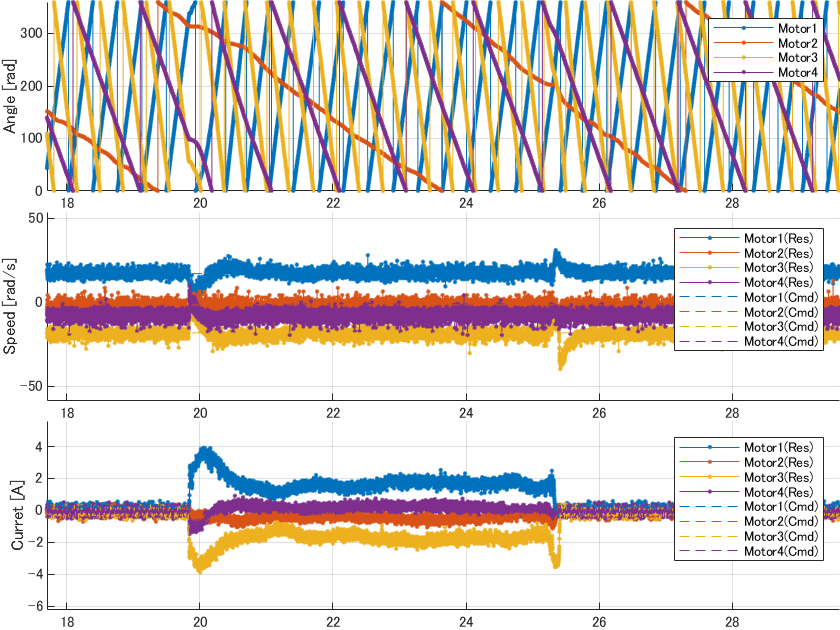 Angle [rad]
300
200
100
0
18
20
22
24
26
28
Motor1
Motor2
Motor3
Motor4
Speed [rad/s]
50
0
−50
18
20
22
24
26
28
Motor1(Res)
Motor2(Res)
Motor3(Res)
Motor4(Res)
Motor1(Cmd)
Motor2(Cmd)
Motor3(Cmd)
Motor4(Cmd)
Curret [A]
4
2
0
−2
−4
−6
18
20
22
24
26
28
Motor1(Res)
Motor2(Res)
Motor3(Res)
Motor4(Res)
Motor1(Cmd)
Motor2(Cmd)
Motor3(Cmd)
Motor4(Cmd)